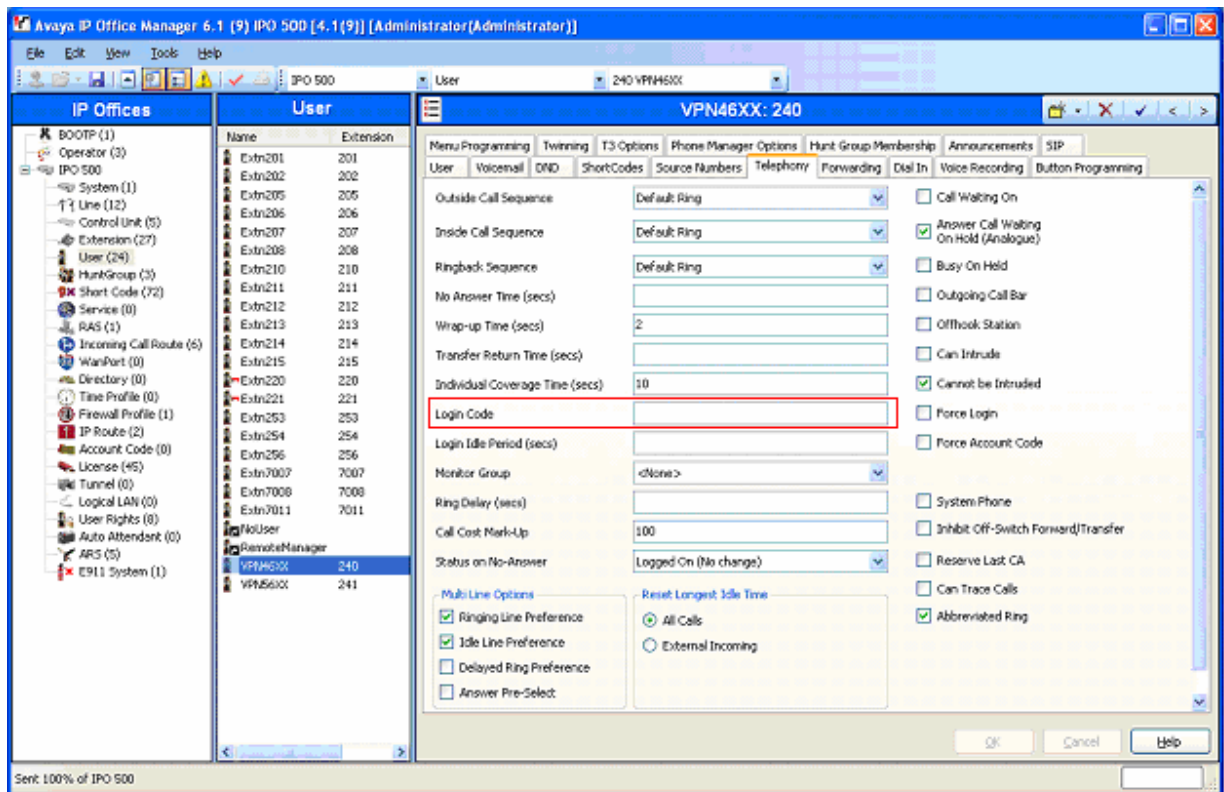 Avaya IP Office Manager 6.1 (9) IPO 500 [4.1(9)] [Administrator(Administrator)]
File Edit View Tools Help
IPO 500 User 240 VPN46XX
IP Offices
BOOTP (1)
Operator (3)
IPO 500
System (1)
Line (12)
Control Unit (5)
Extension (27)
User (24)
HuntGroup (3)
Short Code (72)
Service (0)
RAS (1)
Incoming Call Route (6)
WanPort (0)
Directory (0)
Time Profile (0)
Firewall Profile (1)
IP Route (2)
Account Code (0)
License (45)
Tunnel (0)
Logical LAN (0)
User Rights (8)
Auto Attendant (0)
ARS (5)
E911 System (1)
User
Name Extension
Extn201 201
Extn202 202
Extn205 205
Extn206 206
Extn207 207
Extn208 208
Extn210 210
Extn211 211
Extn212 212
Extn213 213
Extn214 214
Extn215 215
Extn220 220
Extn221 221
Extn253 253
Extn254 254
Extn256 256
Extn7007 7007
Extn7008 7008
Extn7011 7011
NoUser
RemoteManager
VPN46XX 240
VPN56XX 241
VPN46XX: 240
Menu Programming Twinning T3 Options Phone Manager Options Hunt Group Membership Announcements SIP
User Voicemail DND ShortCodes Source Numbers Telephony Forwarding Dial In Voice Recording Button Programming
Outside Call Sequence Default Ring
Inside Call Sequence Default Ring
Ringback Sequence Default Ring
No Answer Time (secs)
Wrap-up Time (secs) 2
Transfer Return Time (secs)
Individual Coverage Time (secs) 10
Login Code
Login Idle Period (secs)
Monitor Group <None>
Ring Delay (secs)
Call Cost Mark-Up 100
Status on No-Answer Logged On (No change)
Multi Line Options
Ringing Line Preference
Idle Line Preference
Delayed Ring Preference
Answer Pre-Select
Reset Longest Idle Time
All Calls
External Incoming
Call Waiting On
Answer Call Waiting
On Hold (Analogue)
Busy On Held
Outgoing Call Bar
Offhook Station
Can Intrude
Cannot be Intruded
Force Login
Force Account Code
System Phone
Inhibit Off-Switch Forward/Transfer
Reserve Last CA
Can Trace Calls
Abbreviated Ring
OK Cancel Help
Sent 100% of IPO 500